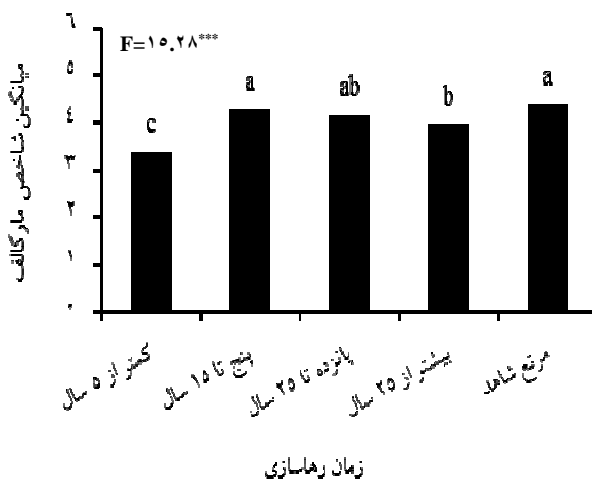 میانگین شاخص مارگالف
۶
۵
۴
۳
۲
۱
۰
F=۱۵.۲۸***
c
a
ab
b
a
کمتر از ۵ سال
پنج تا ۱۵ سال
پانزده تا ۲۵ سال
بیشتر از ۲۵ سال
مرتع شاهد
زمان رهاسازی